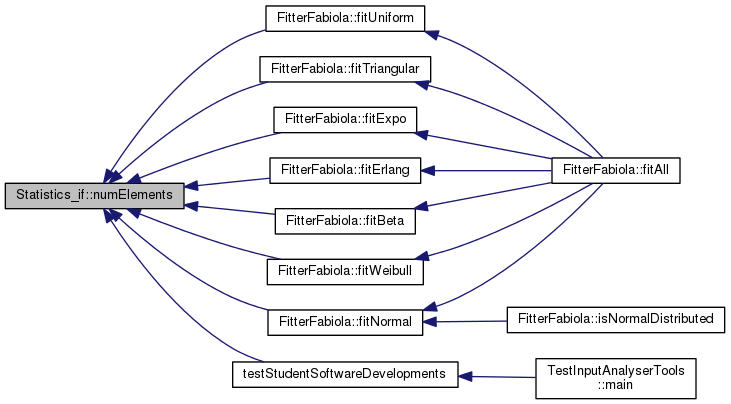 FitterFabiola::fitUniform
FitterFabiola::fitTriangular
FitterFabiola::fitExpo
FitterFabiola::fitErlang
FitterFabiola::fitAll
Statistics_if::numElements
FitterFabiola::fitBeta
FitterFabiola::fitWeibull
FitterFabiola::fitNormal
FitterFabiola::isNormalDistributed
testStudentSoftwareDevelopments
TestInputAnalyserTools
::main